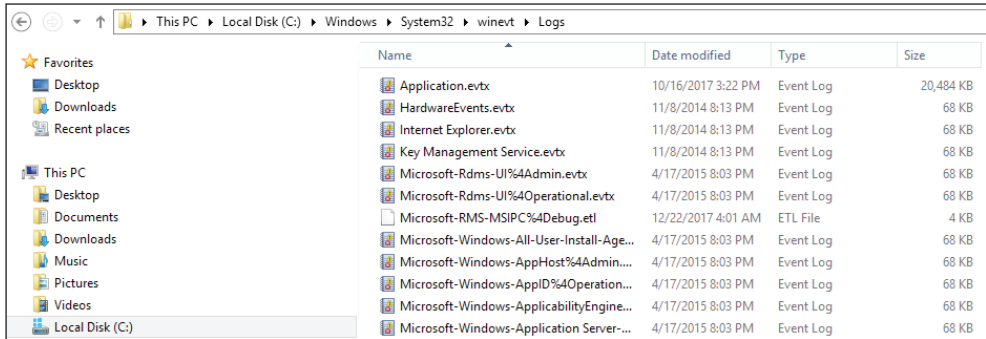 This PC ▸ Local Disk (C:) ▸ Windows ▸ System32 ▸ winevt ▸ Logs
Favorites
Desktop
Downloads
Recent places
This PC
Desktop
Documents
Downloads
Music
Pictures
Videos
Local Disk (C:)
Name Date modified Type Size
Application.evtx 10/16/2017 3:22 PM Event Log 20,484 KB
HardwareEvents.evtx 11/8/2014 8:13 PM Event Log 68 KB
Internet Explorer.evtx 11/8/2014 8:13 PM Event Log 68 KB
Key Management Service.evtx 11/8/2014 8:13 PM Event Log 68 KB
Microsoft-Rdms-UI%4Admin.evtx 4/17/2015 8:03 PM Event Log 68 KB
Microsoft-Rdms-UI%4Operational.evtx 4/17/2015 8:03 PM Event Log 68 KB
Microsoft-RMS-MSIPC%4Debug.etl 12/22/2017 4:01 AM ETL File 4 KB
Microsoft-Windows-All-User-Install-Age... 4/17/2015 8:03 PM Event Log 68 KB
Microsoft-Windows-AppHost%4Admin.... 4/17/2015 8:03 PM Event Log 68 KB
Microsoft-Windows-AppID%4Operation... 4/17/2015 8:03 PM Event Log 68 KB
Microsoft-Windows-ApplicabilityEngine... 4/17/2015 8:03 PM Event Log 68 KB
Microsoft-Windows-Application Server-... 4/17/2015 8:03 PM Event Log 68 KB